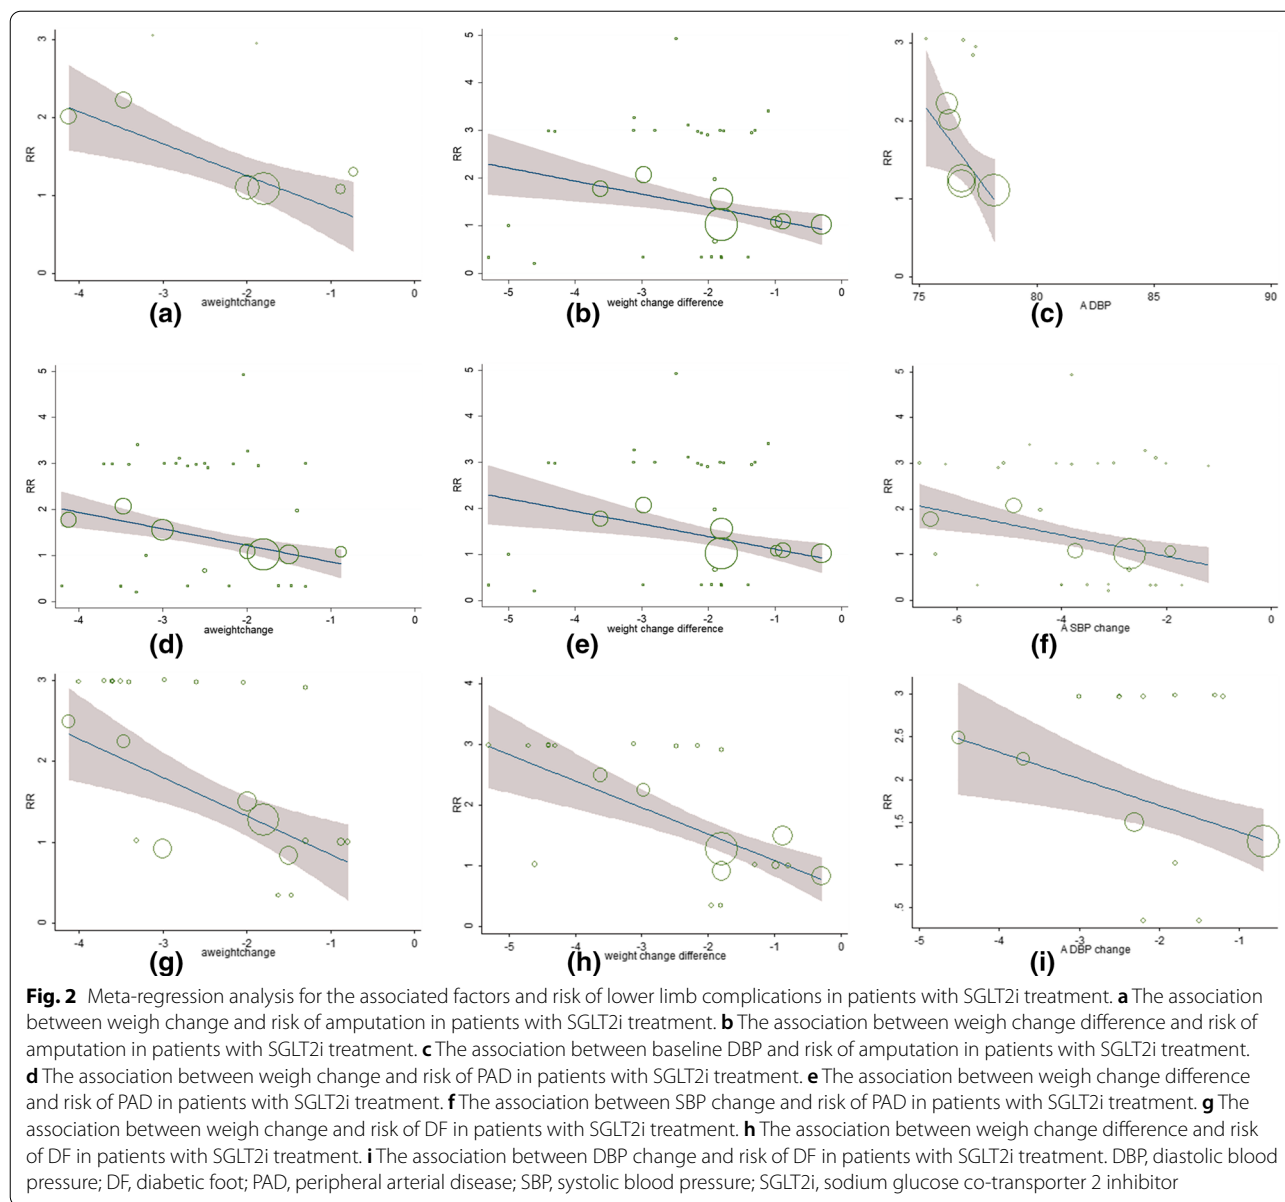 3
2
1
0
RR
-4
-3
-2
-1
0
aweightchange
(a)
5
4
3
2
1
0
RR
-5
-4
-3
-2
-1
0
weight change difference
(b)
3
2
1
0
RR
75
80
85
90
A DBP
(c)
5
4
3
2
1
0
RR
-4
-3
-2
-1
0
aweightchange
(d)
5
4
3
2
1
0
RR
-5
-4
-3
-2
-1
0
weight change difference
(e)
5
4
3
2
1
0
RR
-6
-4
-2
0
A SBP change
(f)
3
2
1
0
RR
-4
-3
-2
-1
0
aweightchange
(g)
4
3
2
1
0
RR
-5
-4
-3
-2
-1
0
weight change difference
(h)
3
2.5
2
1.5
1
.5
RR
-5
-4
-3
-2
-1
A DBP change
(i)
Fig. 2 Meta-regression analysis for the associated factors and risk of lower limb complications in patients with SGLT2i treatment. a The association
between weigh change and risk of amputation in patients with SGLT2i treatment. b The association between weigh change difference and risk of
amputation in patients with SGLT2i treatment. c The association between baseline DBP and risk of amputation in patients with SGLT2i treatment.
d The association between weigh change and risk of PAD in patients with SGLT2i treatment. e The association between weigh change difference
and risk of PAD in patients with SGLT2i treatment. f The association between SBP change and risk of PAD in patients with SGLT2i treatment. g The
association between weigh change and risk of DF in patients with SGLT2i treatment. h The association between weigh change difference and risk
of DF in patients with SGLT2i treatment. i The association between DBP change and risk of DF in patients with SGLT2i treatment. DBP, diastolic blood
pressure; DF, diabetic foot; PAD, peripheral arterial disease; SBP, systolic blood pressure; SGLT2i, sodium glucose co-transporter 2 inhibitor